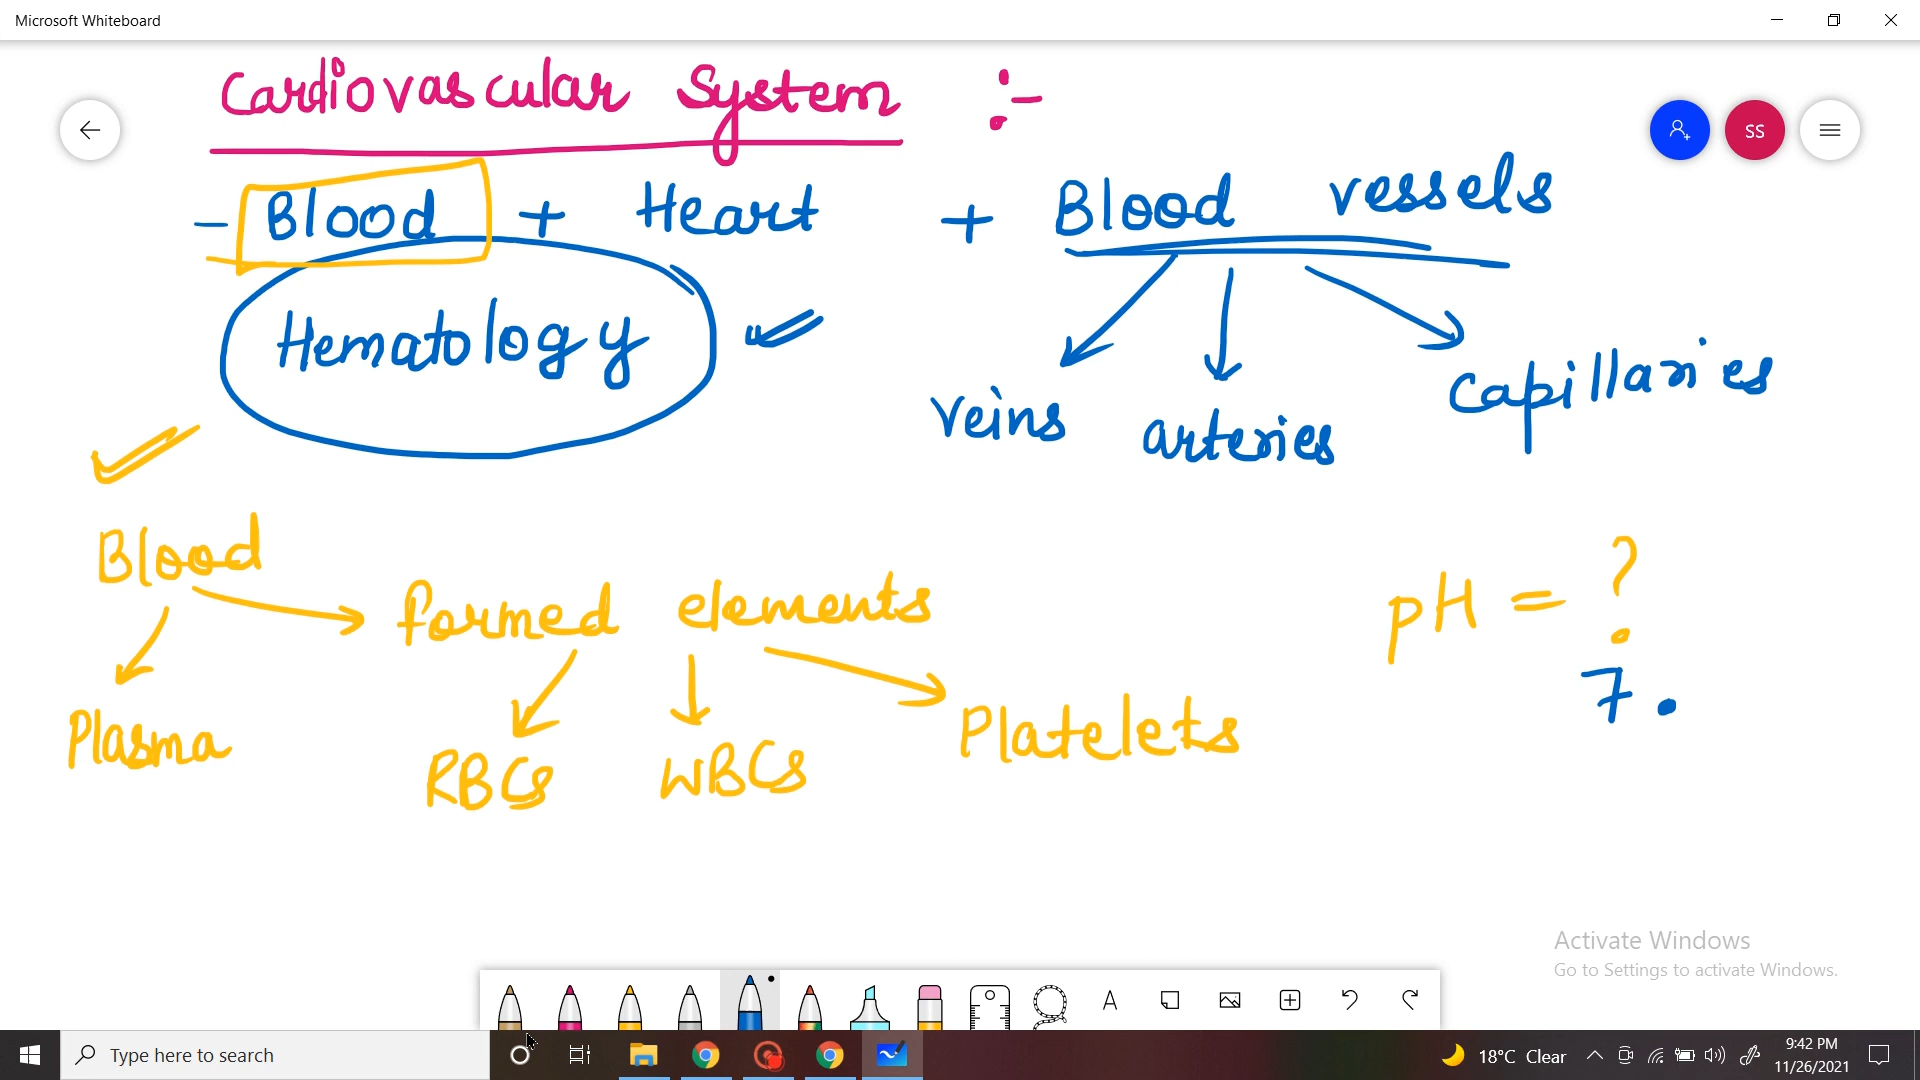 Microsoft Whiteboard
Cardiovascular System :-
SS
- Blood + Heart + Blood vessels
Hematology
veins arteries capillaries
Blood
formed elements
pH = ?
7.
Plasma
RBCs WBCs Platelets
Activate Windows
Go to Settings to activate Windows.
A
Type here to search
18°C Clear
9:42 PM
11/26/2021